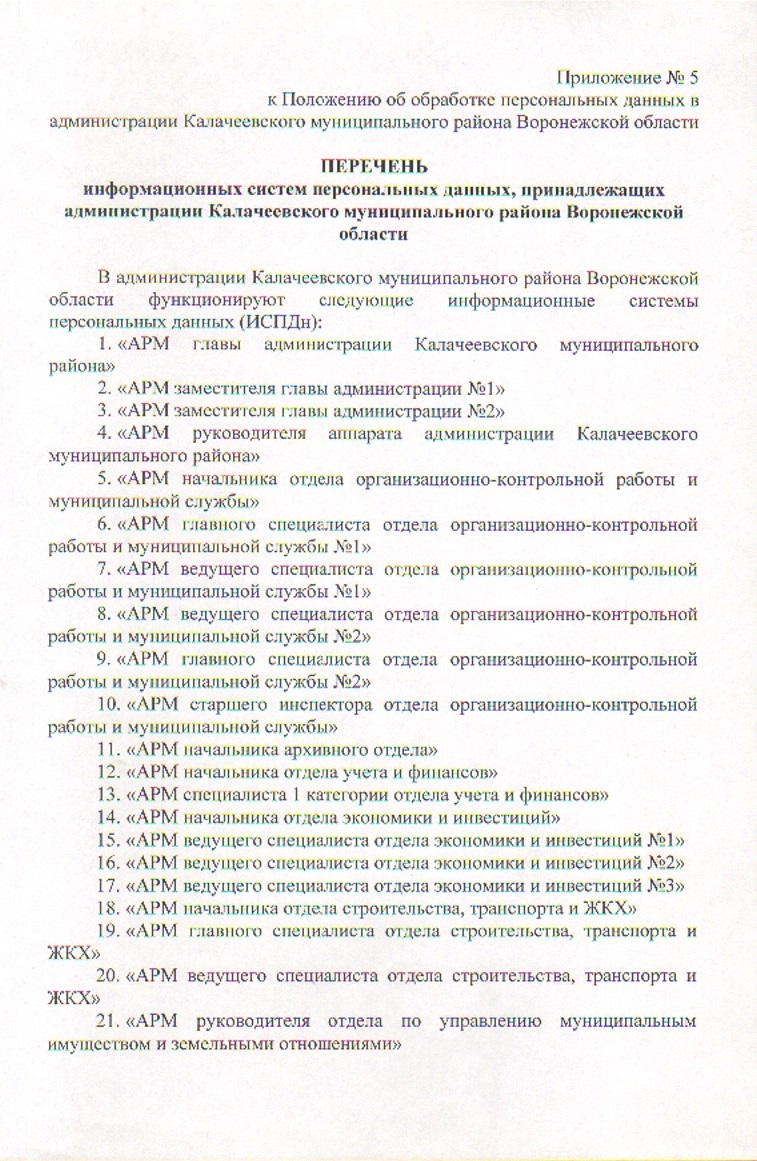 Приложение № 5
к Положению об обработке персональных данных в
администрации Калачеевского муниципального района Воронежской области
ПЕРЕЧЕНЬ
информационных систем персональных данных, принадлежащих
администрации Калачеевского муниципального района Воронежской
области
В администрации Калачеевского муниципального района Воронежской
области функционируют следующие информационные системы
персональных данных (ИСПДн):
1. «АРМ главы администрации Калачеевского муниципального
района»
2. «АРМ заместителя главы администрации №1»
3. «АРМ заместителя главы администрации №2»
4. «АРМ руководителя аппарата администрации Калачеевского
муниципального района»
5. «АРМ начальника отдела организационно-контрольной работы и
муниципальной службы»
6. «АРМ главного специалиста отдела организационно-контрольной
работы и муниципальной службы №1»
7. «АРМ ведущего специалиста отдела организационно-контрольной
работы и муниципальной службы №1»
8. «АРМ ведущего специалиста отдела организационно-контрольной
работы и муниципальной службы №2»
9. «АРМ главного специалиста отдела организационно-контрольной
работы и муниципальной службы №2»
10. «АРМ старшего инспектора отдела организационно-контрольной
работы и муниципальной службы»
11. «АРМ начальника архивного отдела»
12. «АРМ начальника отдела учета и финансов»
13. «АРМ специалиста 1 категории отдела учета и финансов»
14. «АРМ начальника отдела экономики и инвестиций»
15. «АРМ ведущего специалиста отдела экономики и инвестиций №1»
16. «АРМ ведущего специалиста отдела экономики и инвестиций №2»
17. «АРМ ведущего специалиста отдела экономики и инвестиций №3»
18. «АРМ начальника отдела строительства, транспорта и ЖКХ»
19. «АРМ главного специалиста отдела строительства, транспорта и
ЖКХ»
20. «АРМ ведущего специалиста отдела строительства, транспорта и
ЖКХ»
21. «АРМ руководителя отдела по управлению муниципальным
имуществом и земельными отношениями»